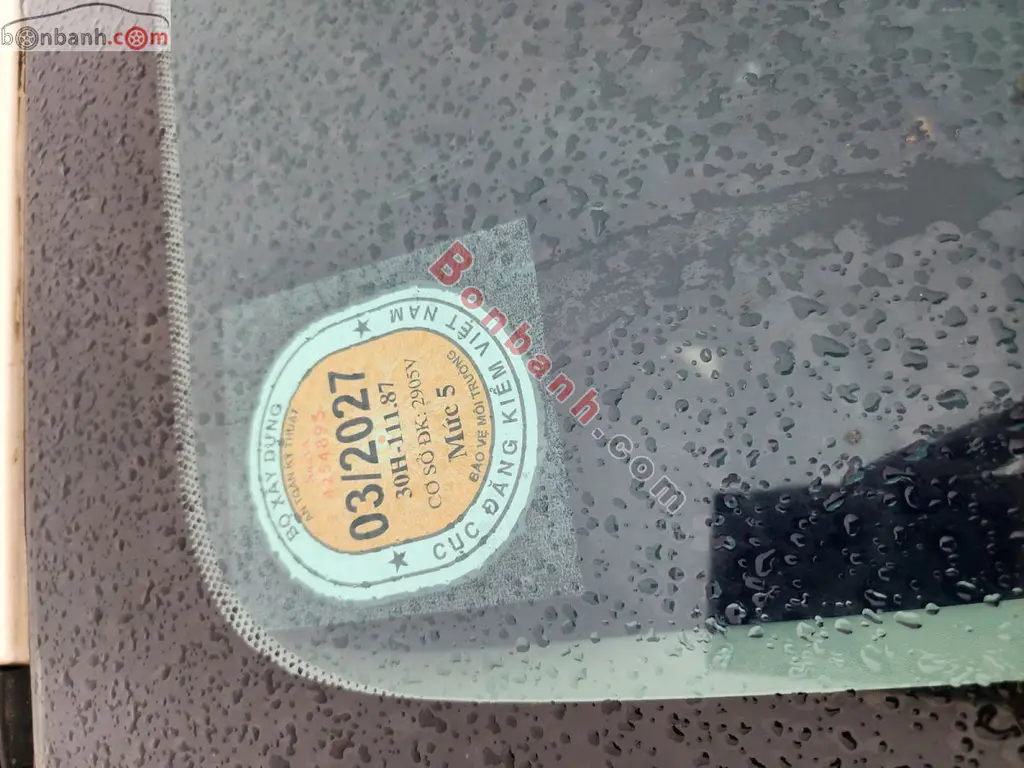 bonbanh.com
BỘ XÂY DỰNG
AN TOÀN KỸ THUẬT
03/2027
30H-111.87
CƠ SỞ ĐK: 2905V
Mức 5
BẢO VỆ MÔI TRƯỜNG
CỤC ĐĂNG KIỂM VIỆT NAM
Bonbanh.com